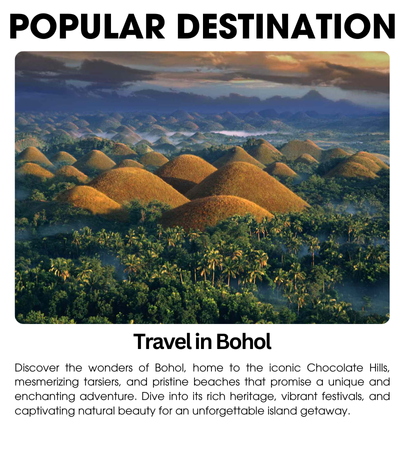 POPULAR DESTINATION
Travel in Bohol
Discover the wonders of Bohol, home to the iconic Chocolate Hills,
mesmerizing tarsiers, and pristine beaches that promise a unique and
enchanting adventure. Dive into its rich heritage, vibrant festivals, and
captivating natural beauty for an unforgettable island getaway.